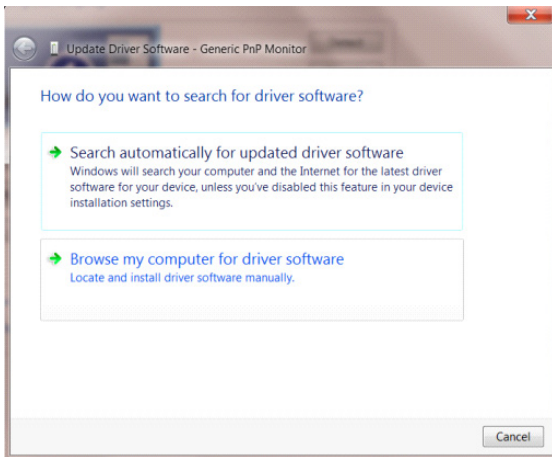 Update Driver Software - Generic PnP Monitor
How do you want to search for driver software?
Search automatically for updated driver software
Windows will search your computer and the Internet for the latest driver
software for your device, unless you've disabled this feature in your device
installation settings.
Browse my computer for driver software
Locate and install driver software manually.
Cancel